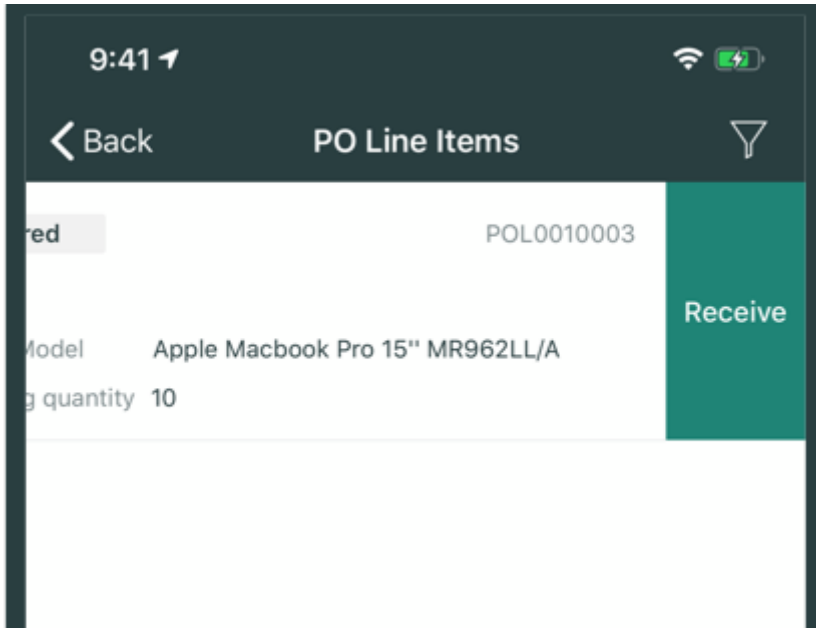 9:41
Back PO Line Items
red POL0010003
Receive
Model Apple Macbook Pro 15'' MR962LL/A
g quantity 10